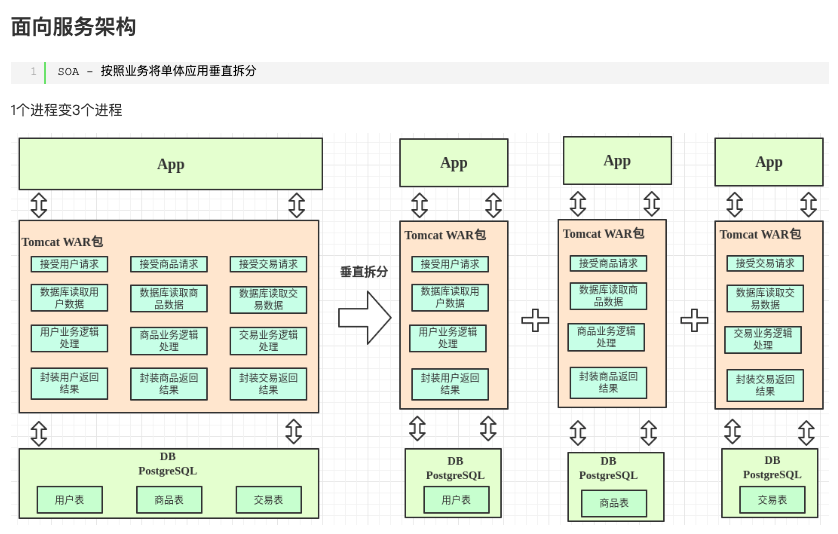 面向服务架构
1 SOA - 按照业务将单体应用垂直拆分
1个进程变3个进程
App
Tomcat WAR包
接受用户请求
接受商品请求
接受交易请求
数据库读取用
户数据
数据库读取商
品数据
数据库读取交
易数据
用户业务逻辑
处理
商品业务逻辑
处理
交易业务逻辑
处理
封装用户返回
结果
封装商品返回
结果
封装交易返回
结果
DB
PostgreSQL
用户表
商品表
交易表
垂直拆分
App
Tomcat WAR包
接受用户请求
数据库读取用
户数据
用户业务逻辑
处理
封装用户返回
结果
DB
PostgreSQL
用户表
App
Tomcat WAR包
接受商品请求
数据库读取商
品数据
商品业务逻辑
处理
封装商品返回
结果
DB
PostgreSQL
商品表
App
Tomcat WAR包
接受交易请求
数据库读取交
易数据
交易业务逻辑
处理
封装交易返回
结果
DB
PostgreSQL
交易表